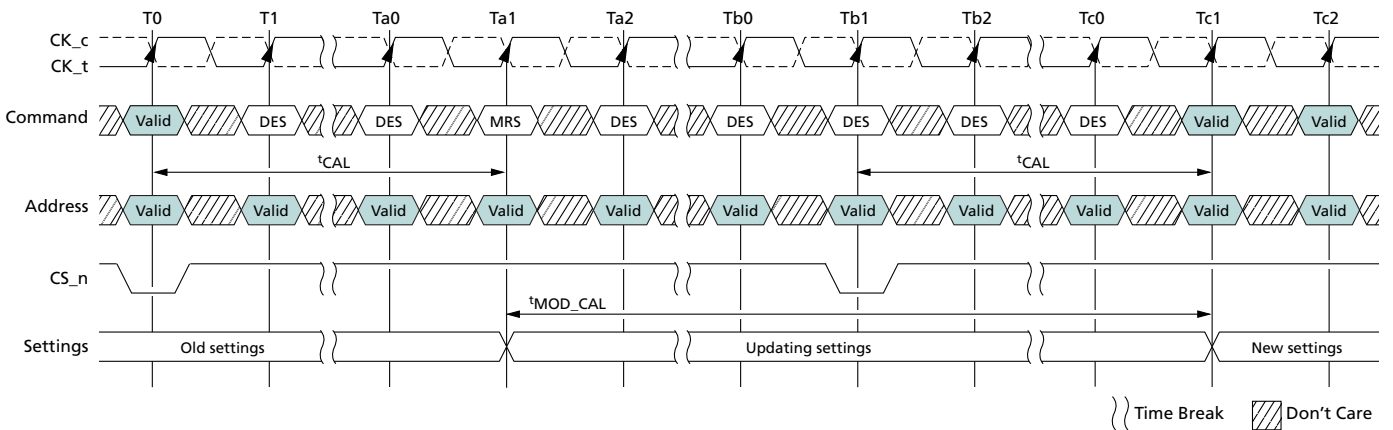 T0 T1 Ta0 Ta1 Ta2 Tb0 Tb1 Tb2 Tc0 Tc1 Tc2
CK_c
CK_t
Command Valid DES DES MRS DES DES DES DES DES Valid Valid
tCAL tCAL
Address Valid Valid Valid Valid Valid Valid Valid Valid Valid Valid Valid
CS_n
tMOD_CAL
Settings Old settings Updating settings New settings
Time Break Don't Care